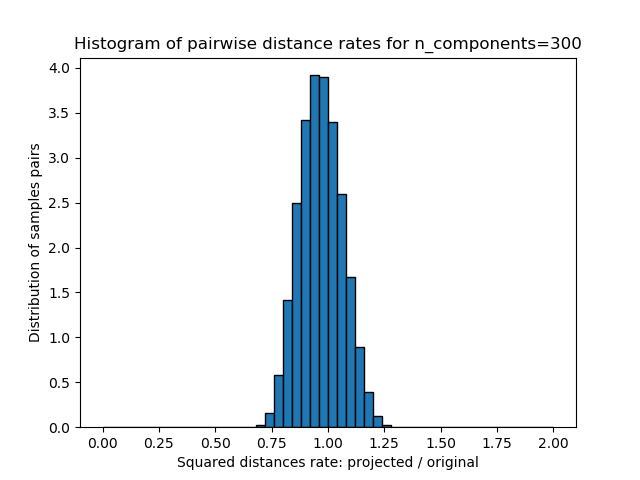 Histogram of pairwise distance rates for n_components=300
4.0
3.5
3.0
2.5
2.0
1.5
1.0
0.5
0.0
Distribution of samples pairs
0.00 0.25 0.50 0.75 1.00 1.25 1.50 1.75 2.00
Squared distances rate: projected / original